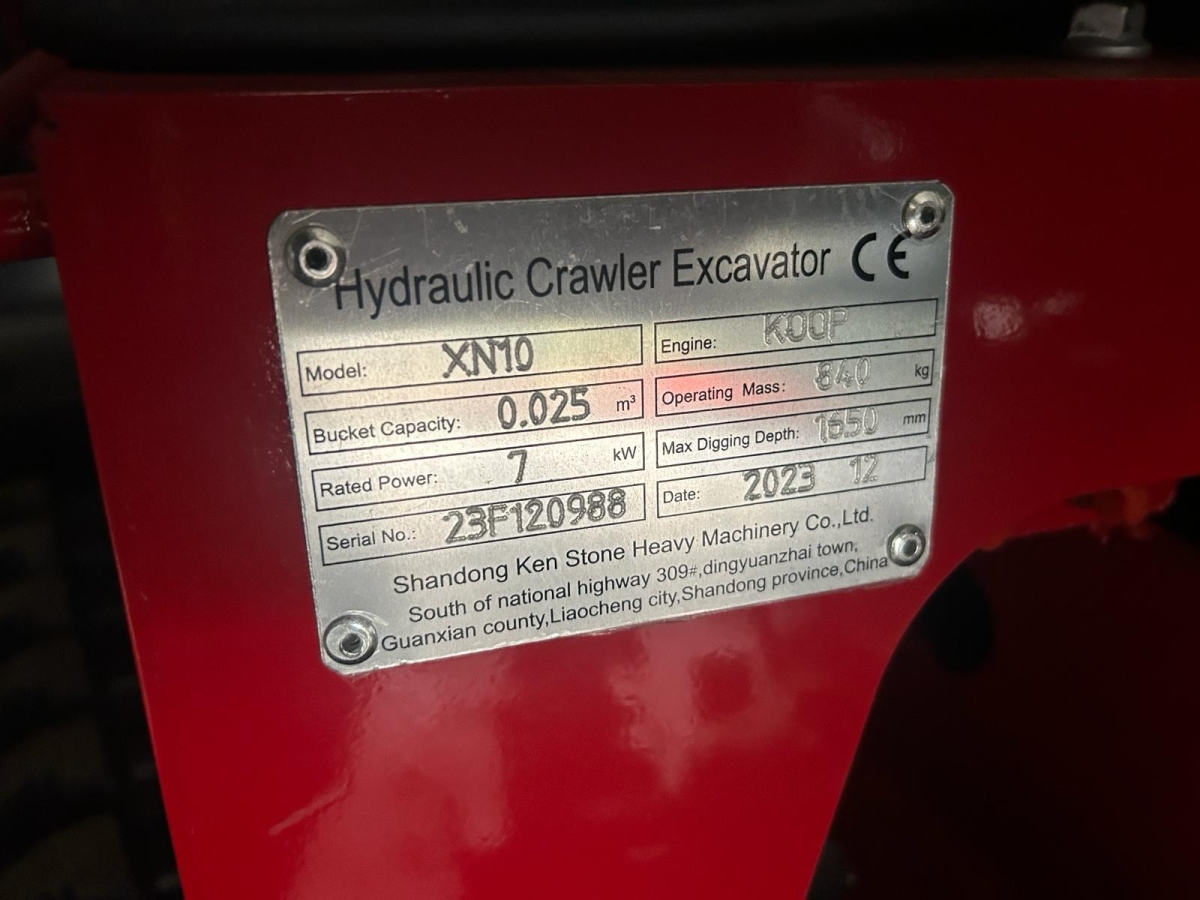 Hydraulic Crawler Excavator CE
Model: XN10
Engine: KOOP
Bucket Capacity: 0.025 m³
Operating Mass: 840 kg
Rated Power: 7 kW
Max Digging Depth: 1650 mm
Serial No.: 23F120988
Date: 2023 12
Shandong Ken Stone Heavy Machinery Co.,Ltd.
South of national highway 309#,dingyuanzhai town,
Guanxian county,Liaocheng city,Shandong province,China